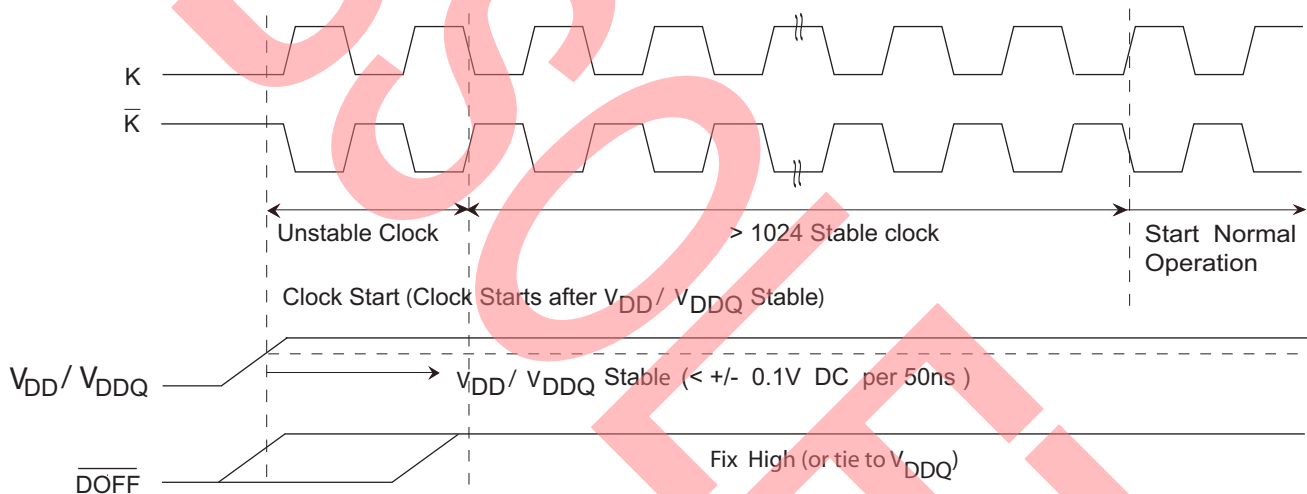 K
K̅
Unstable Clock
> 1024 Stable clock
Start Normal
Operation
Clock Start (Clock Starts after VDD / VDDQ Stable)
VDD / VDDQ
VDD / VDDQ Stable (< +/- 0.1V DC per 50ns )
Fix High (or tie to VDDQ)
D̅O̅F̅F̅